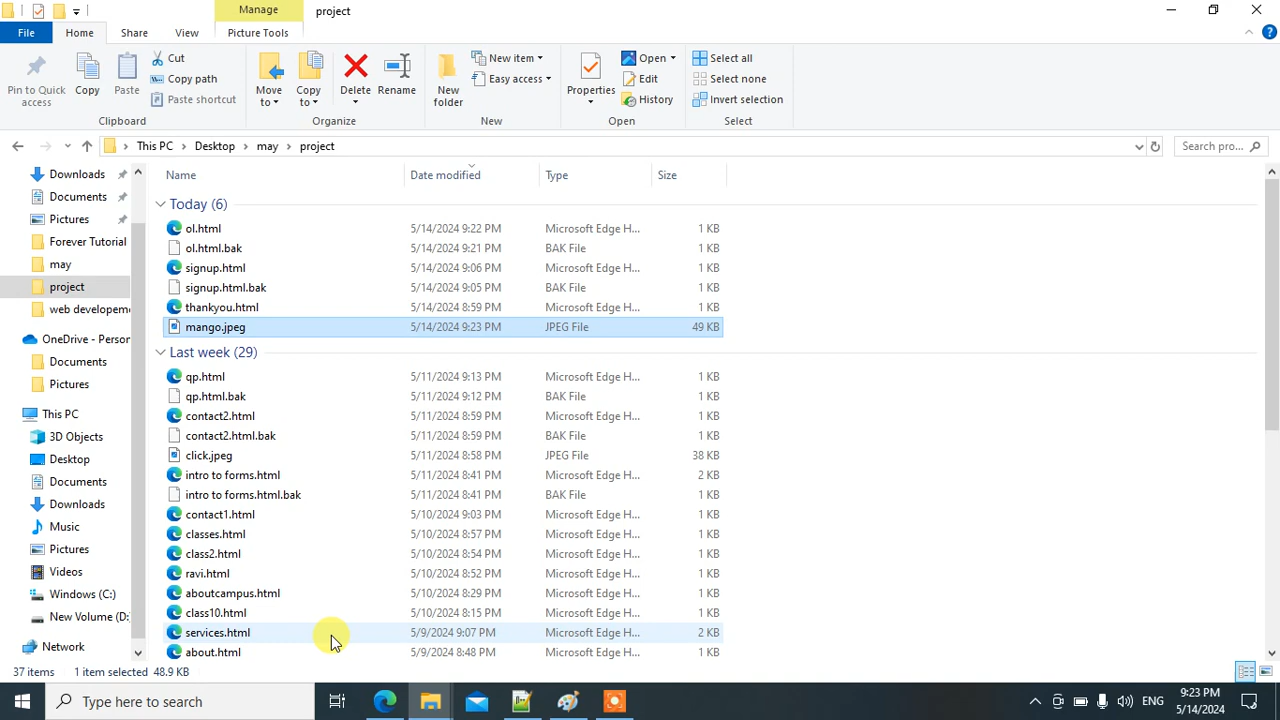 Manage
project
File
Home
Share
View
Picture Tools
Pin to Quick access
Copy
Paste
Cut
Copy path
Paste shortcut
Clipboard
Move to
Copy to
Delete
Rename
Organize
New folder
New item
Easy access
New
Properties
Open
Edit
History
Open
Select all
Select none
Invert selection
Select
This PC > Desktop > may > project
Search pro...
Downloads
Documents
Pictures
Forever Tutorial
may
project
web developeme
OneDrive - Person
Documents
Pictures
This PC
3D Objects
Desktop
Documents
Downloads
Music
Pictures
Videos
Windows (C:)
New Volume (D:
Network
Name Date modified Type Size
Today (6)
ol.html 5/14/2024 9:22 PM Microsoft Edge H... 1 KB
ol.html.bak 5/14/2024 9:21 PM BAK File 1 KB
signup.html 5/14/2024 9:06 PM Microsoft Edge H... 1 KB
signup.html.bak 5/14/2024 9:05 PM BAK File 1 KB
thankyou.html 5/14/2024 8:59 PM Microsoft Edge H... 1 KB
mango.jpeg 5/14/2024 9:23 PM JPEG File 49 KB
Last week (29)
qp.html 5/11/2024 9:13 PM Microsoft Edge H... 1 KB
qp.html.bak 5/11/2024 9:12 PM BAK File 1 KB
contact2.html 5/11/2024 8:59 PM Microsoft Edge H... 1 KB
contact2.html.bak 5/11/2024 8:59 PM BAK File 1 KB
click.jpeg 5/11/2024 8:58 PM JPEG File 38 KB
intro to forms.html 5/11/2024 8:41 PM Microsoft Edge H... 2 KB
intro to forms.html.bak 5/11/2024 8:41 PM BAK File 1 KB
contact1.html 5/10/2024 9:03 PM Microsoft Edge H... 1 KB
classes.html 5/10/2024 8:57 PM Microsoft Edge H... 1 KB
class2.html 5/10/2024 8:54 PM Microsoft Edge H... 1 KB
ravi.html 5/10/2024 8:52 PM Microsoft Edge H... 1 KB
aboutcampus.html 5/10/2024 8:29 PM Microsoft Edge H... 1 KB
class10.html 5/10/2024 8:15 PM Microsoft Edge H... 1 KB
services.html 5/9/2024 9:07 PM Microsoft Edge H... 2 KB
about.html 5/9/2024 8:48 PM Microsoft Edge H... 1 KB
37 items 1 item selected 48.9 KB
Type here to search
ENG
9:23 PM
5/14/2024